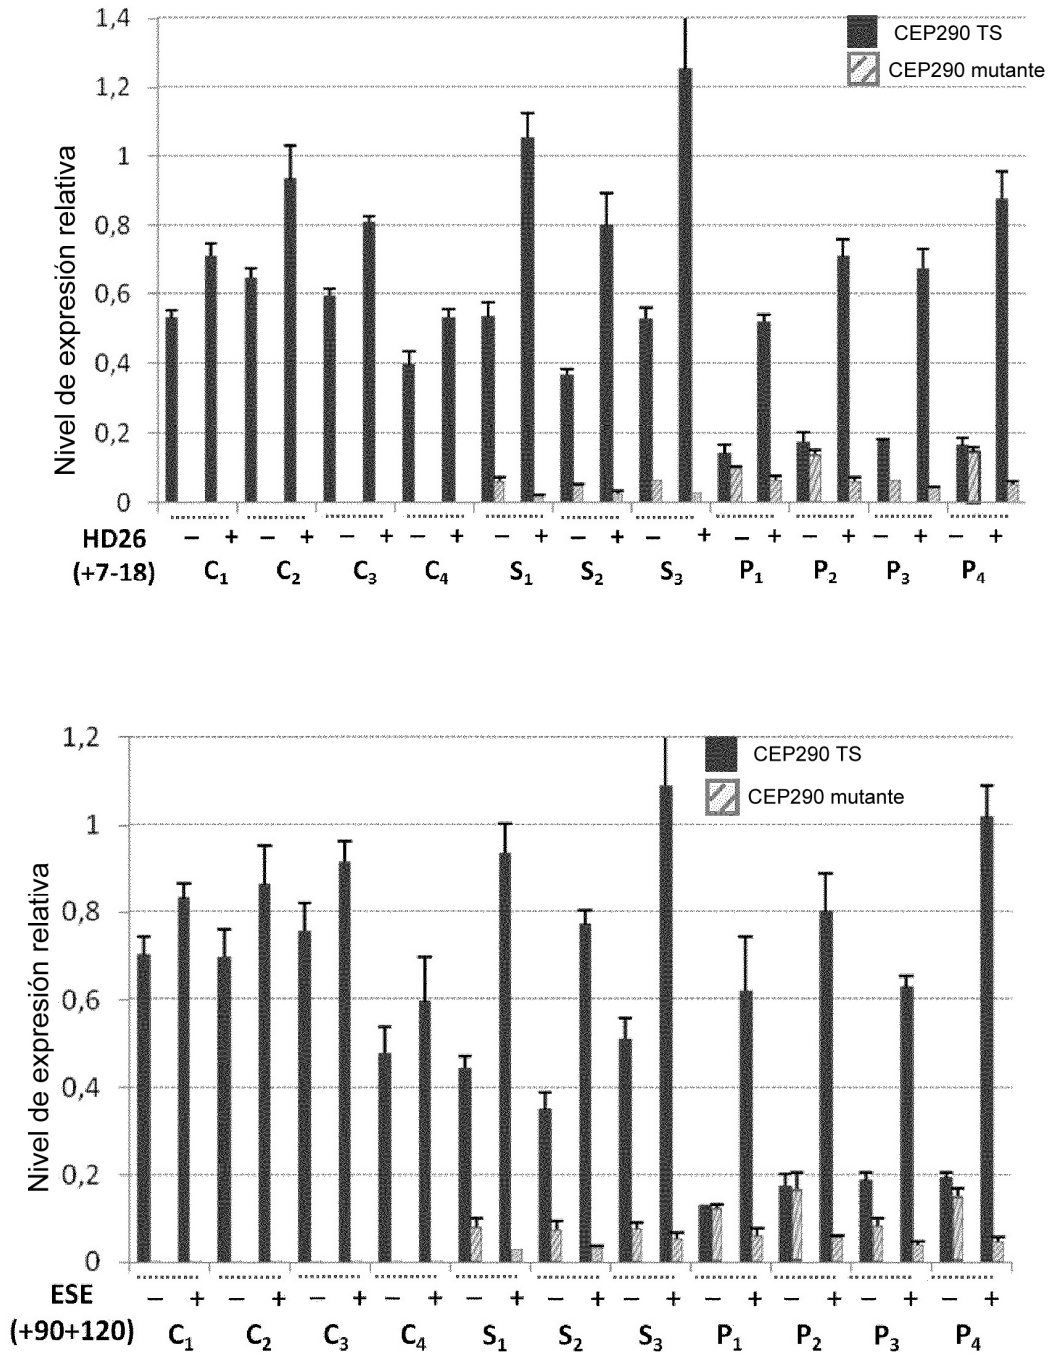 1,4
CEP290 TS
CEP290 mutante
1,2
1
0,8
0,6
0,4
0,2
0
Nivel de expresión relativa
HD26 − + − + − + − + − + − + − + − + − + − + − +
(+7-18) C₁ C₂ C₃ C₄ S₁ S₂ S₃ P₁ P₂ P₃ P₄
1,2
CEP290 TS
CEP290 mutante
1
0,8
0,6
0,4
0,2
0
Nivel de expresión relativa
ESE − + − + − + − + − + − + − + − + − + − + − +
(+90+120) C₁ C₂ C₃ C₄ S₁ S₂ S₃ P₁ P₂ P₃ P₄